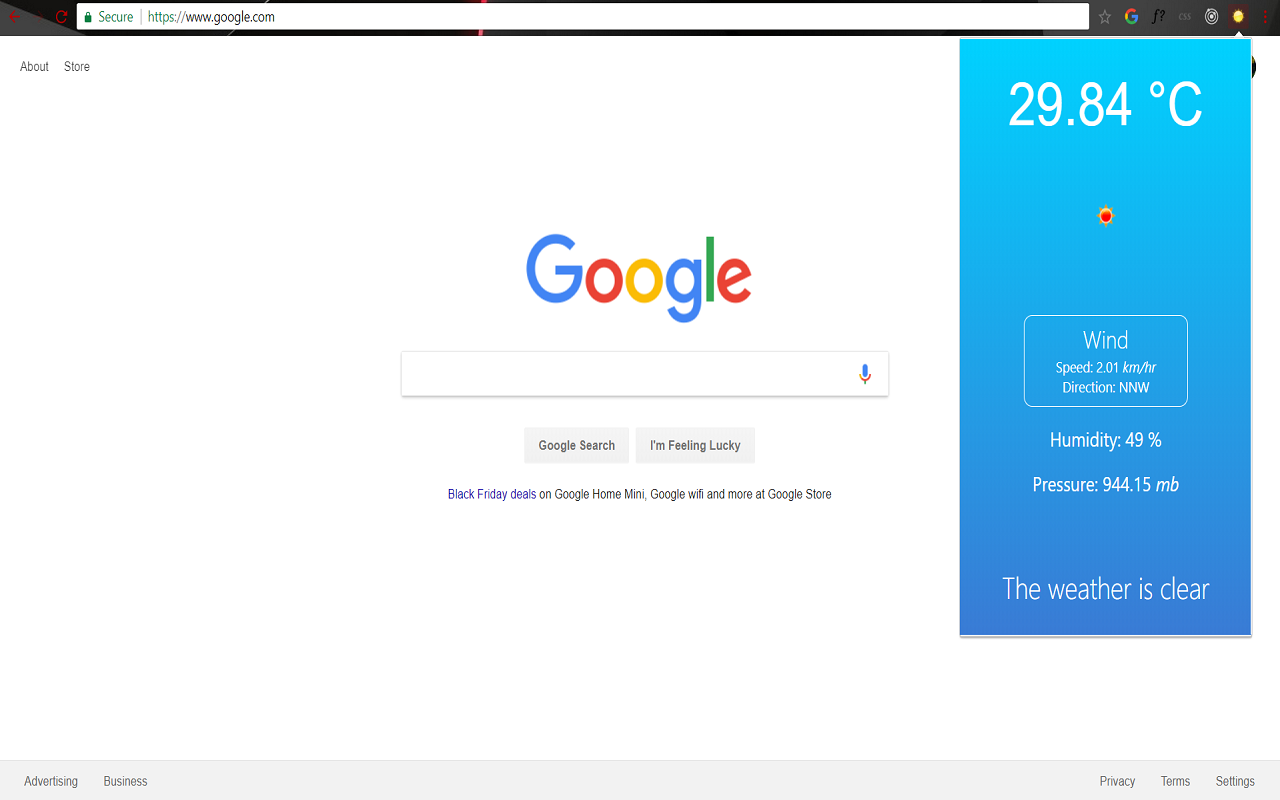 Secure https://www.google.com
f?
css
About Store
29.84 °C
Google
Wind
Speed: 2.01 km/hr
Direction: NNW
Humidity: 49 %
Google Search I'm Feeling Lucky
Pressure: 944.15 mb
Black Friday deals on Google Home Mini, Google wifi and more at Google Store
The weather is clear
Advertising Business Privacy Terms Settings